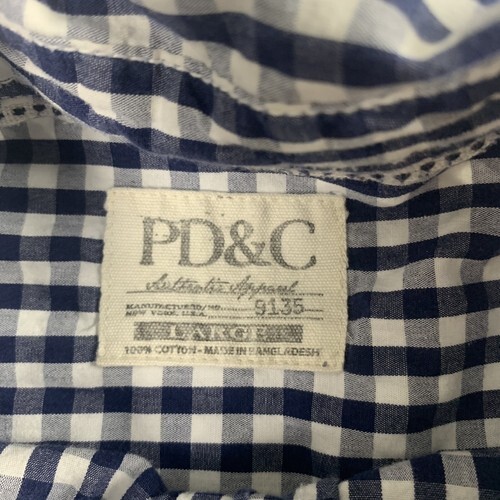 PD&C
Authentic Apparel
MANUFACTURED/NO. 9135
NEW YORK, U.S.A.
LARGE
100% COTTON - MADE IN BANGLADESH